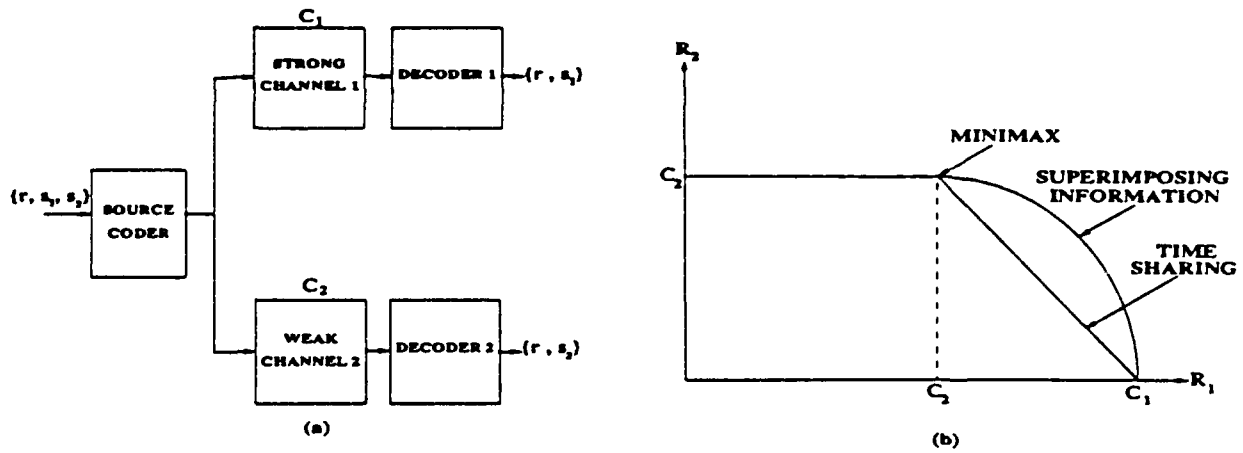 C₁
STRONG
CHANNEL 1
DECODER 1
{r, s₁}
{r, s₁, s₂}
SOURCE
CODER
C₂
WEAK
CHANNEL 2
DECODER 2
{r, s₂}
(a)
R₂
MINIMAX
C₂
SUPERIMPOSING
INFORMATION
TIME
SHARING
C₂
C₁
R₁
(b)